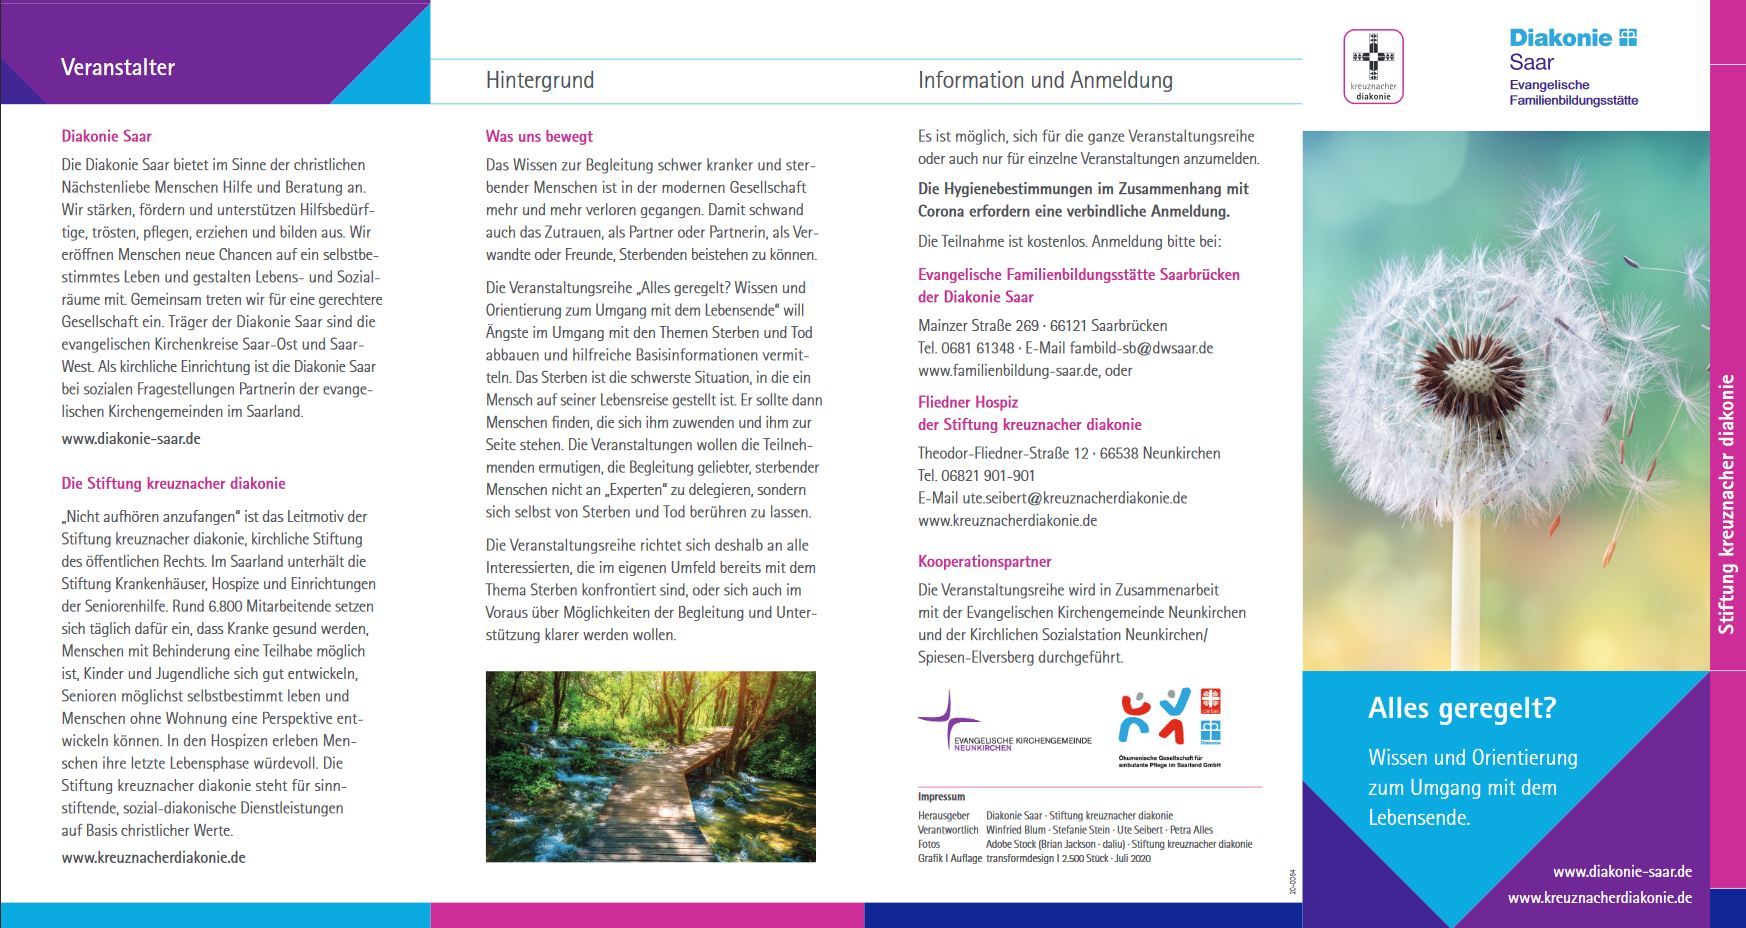 Veranstalter
Diakonie Saar
Die Diakonie Saar bietet im Sinne der christlichen
Nächstenliebe Menschen Hilfe und Beratung an.
Wir stärken, fördern und unterstützen Hilfsbedürf-
tige, trösten, pflegen, erziehen und bilden aus. Wir
eröffnen Menschen neue Chancen auf ein selbstbe-
stimmtes Leben und gestalten Lebens- und Sozial-
räume mit. Gemeinsam treten wir für eine gerechtere
Gesellschaft ein. Träger der Diakonie Saar sind die
evangelischen Kirchenkreise Saar-Ost und Saar-
West. Als kirchliche Einrichtung ist die Diakonie Saar
bei sozialen Fragestellungen Partnerin der evange-
lischen Kirchengemeinden im Saarland.
www.diakonie-saar.de
Die Stiftung kreuznacher diakonie
„Nicht aufhören anzufangen“ ist das Leitmotiv der
Stiftung kreuznacher diakonie, kirchliche Stiftung
des öffentlichen Rechts. Im Saarland unterhält die
Stiftung Krankenhäuser, Hospize und Einrichtungen
der Seniorenhilfe. Rund 6.800 Mitarbeitende setzen
sich täglich dafür ein, dass Kranke gesund werden,
Menschen mit Behinderung eine Teilhabe möglich
ist, Kinder und Jugendliche sich gut entwickeln,
Senioren möglichst selbstbestimmt leben und
Menschen ohne Wohnung eine Perspektive ent-
wickeln können. In den Hospizen erleben Men-
schen ihre letzte Lebensphase würdevoll. Die
Stiftung kreuznacher diakonie steht für sinn-
stiftende, sozial-diakonische Dienstleistungen
auf Basis christlicher Werte.
www.kreuznacherdiakonie.de
Hintergrund
Was uns bewegt
Das Wissen zur Begleitung schwer kranker und ster-
bender Menschen ist in der modernen Gesellschaft
mehr und mehr verloren gegangen. Damit schwand
auch das Zutrauen, als Partner oder Partnerin, als Ver-
wandte oder Freunde, Sterbenden beistehen zu können.
Die Veranstaltungsreihe „Alles geregelt? Wissen und
Orientierung zum Umgang mit dem Lebensende“ will
Ängste im Umgang mit den Themen Sterben und Tod
abbauen und hilfreiche Basisinformationen vermit-
teln. Das Sterben ist die schwerste Situation, in die ein
Mensch auf seiner Lebensreise gestellt ist. Er sollte dann
Menschen finden, die sich ihm zuwenden und ihm zur
Seite stehen. Die Veranstaltungen wollen die Teilneh-
menden ermutigen, die Begleitung geliebter, sterbender
Menschen nicht an „Experten“ zu delegieren, sondern
sich selbst von Sterben und Tod berühren zu lassen.
Die Veranstaltungsreihe richtet sich deshalb an alle
Interessierten, die im eigenen Umfeld bereits mit dem
Thema Sterben konfrontiert sind, oder sich auch im
Voraus über Möglichkeiten der Begleitung und Unter-
stützung klarer werden wollen.
Information und Anmeldung
Es ist möglich, sich für die ganze Veranstaltungsreihe
oder auch nur für einzelne Veranstaltungen anzumelden.
Die Hygienebestimmungen im Zusammenhang mit
Corona erfordern eine verbindliche Anmeldung.
Die Teilnahme ist kostenlos. Anmeldung bitte bei:
Evangelische Familienbildungsstätte Saarbrücken
der Diakonie Saar
Mainzer Straße 269 · 66121 Saarbrücken
Tel. 0681 61348 · E-Mail fambild-sb@dwsaar.de
www.familienbildung-saar.de, oder
Fliedner Hospiz
der Stiftung kreuznacher diakonie
Theodor-Fliedner-Straße 12 · 66538 Neunkirchen
Tel. 06821 901-901
E-Mail ute.seibert@kreuznacherdiakonie.de
www.kreuznacherdiakonie.de
Kooperationspartner
Die Veranstaltungsreihe wird in Zusammenarbeit
mit der Evangelischen Kirchengemeinde Neunkirchen
und der Kirchlichen Sozialstation Neunkirchen/
Spiesen-Elversberg durchgeführt.
EVANGELISCHE KIRCHENGEMEINDE
NEUNKIRCHEN
caritas
Diakonie
Ökumenische Gesellschaft für
ambulante Pflege im Saarland GmbH
Impressum
Herausgeber Diakonie Saar · Stiftung kreuznacher diakonie
Verantwortlich Winfried Blum · Stefanie Stein · Ute Seibert · Petra Alles
Fotos Adobe Stock (Brian Jackson · daliu) · Stiftung kreuznacher diakonie
Grafik I Auflage transformdesign I 2.500 Stück · Juli 2020
20-0064
kreuznacher
diakonie
Diakonie
Saar
Evangelische
Familienbildungsstätte
Alles geregelt?
Wissen und Orientierung
zum Umgang mit dem
Lebensende.
www.diakonie-saar.de
www.kreuznacherdiakonie.de
Stiftung kreuznacher diakonie